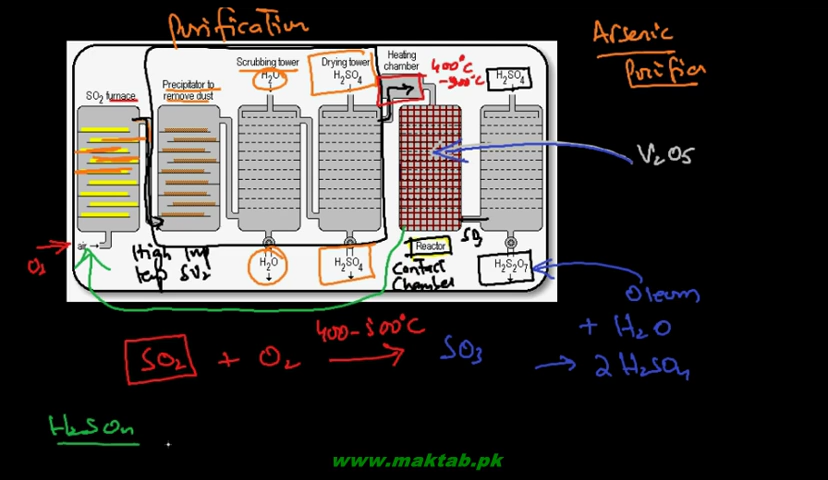 Purification
Arsenic
Purifier
Scrubbing tower
H₂O
Drying tower
H₂SO₄
Heating
chamber
400°C
-500°C
H₂SO₄
SO₂ furnace
Precipitator to
remove dust
V₂O₅
SO₃
air →
O₂
High Imp
temp SO₂
H₂O
H₂SO₄
Reactor
Contact
Chamber
H₂S₂O₇
Oleum
+ H₂O
400-500°C
SO₂ + O₂ → SO₃ → 2H₂SO₄
H₂SO₄
www.maktab.pk